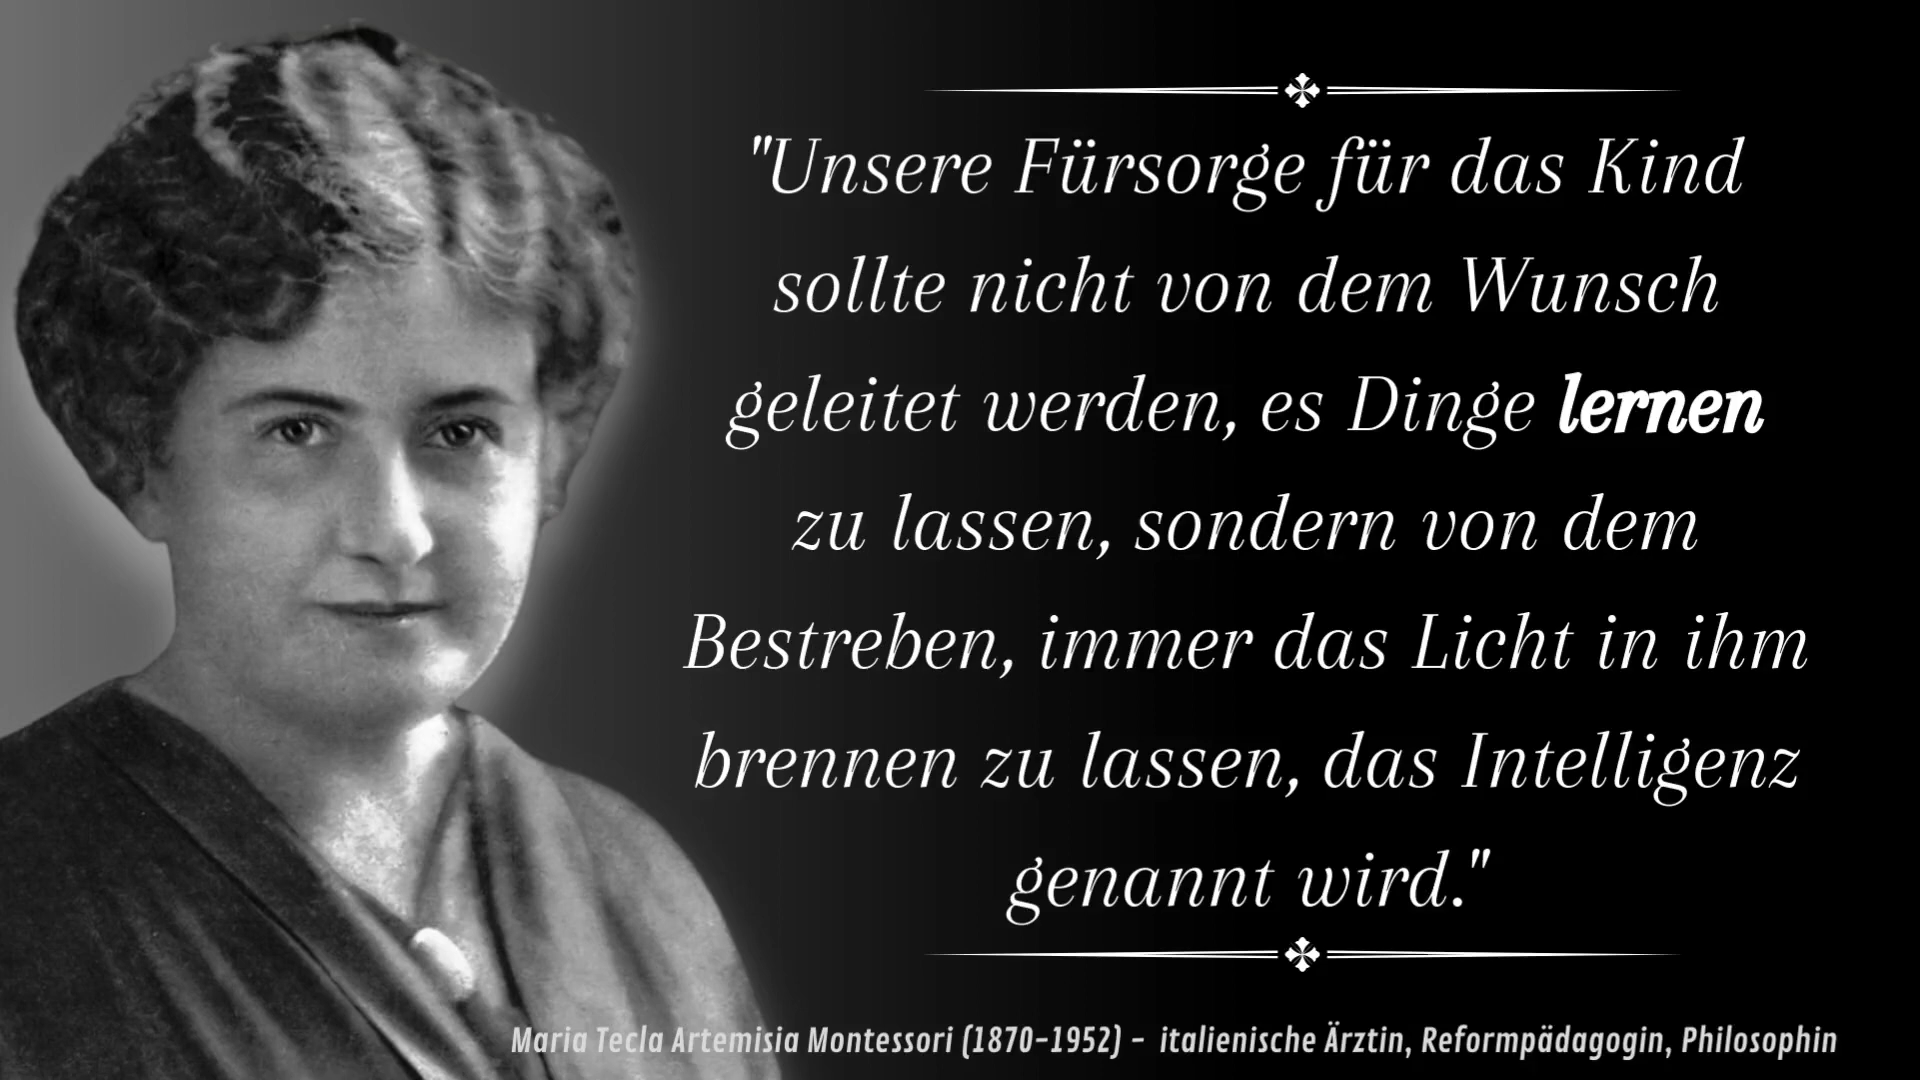 "Unsere Fürsorge für das Kind
sollte nicht von dem Wunsch
geleitet werden, es Dinge lernen
zu lassen, sondern von dem
Bestreben, immer das Licht in ihm
brennen zu lassen, das Intelligenz
genannt wird."
Maria Tecla Artemisia Montessori (1870-1952) - italienische Ärztin, Reformpädagogin, Philosophin